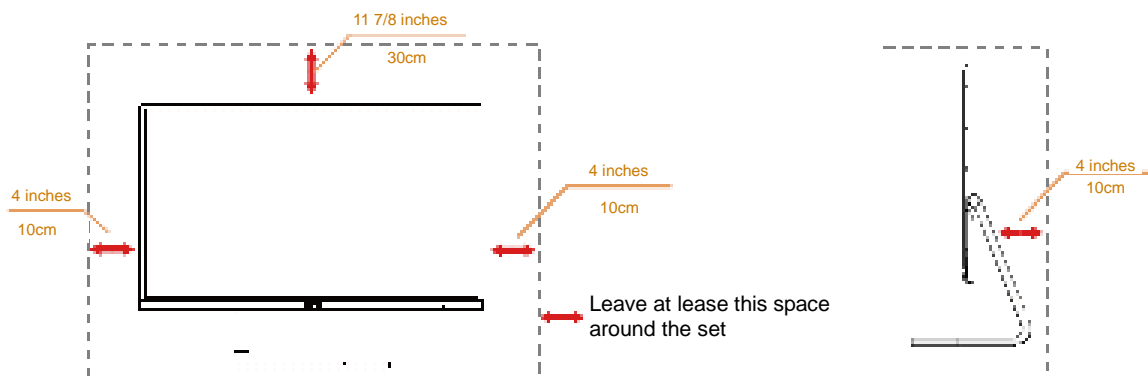 11 7/8 inches
30cm
4 inches
10cm
4 inches
10cm
4 inches
10cm
Leave at lease this space
around the set